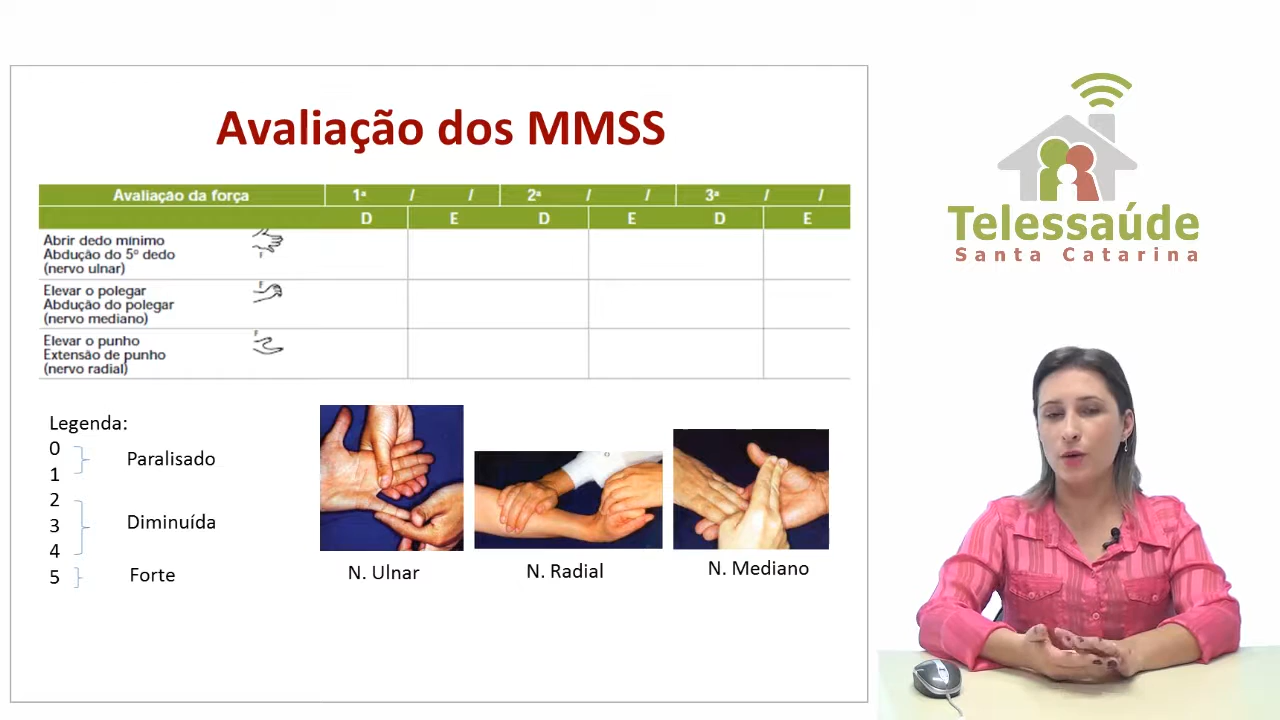 Avaliação dos MMSS
Avaliação da força 1ª / / 2ª / / 3ª / /
D E D E D E
Abrir dedo mínimo
Abdução do 5º dedo
(nervo ulnar)
Elevar o polegar
Abdução do polegar
(nervo mediano)
Elevar o punho
Extensão de punho
(nervo radial)
Legenda:
0
1
Paralisado
2
3
4
Diminuída
5
Forte
N. Ulnar
N. Radial
N. Mediano
Telessaúde
Santa Catarina